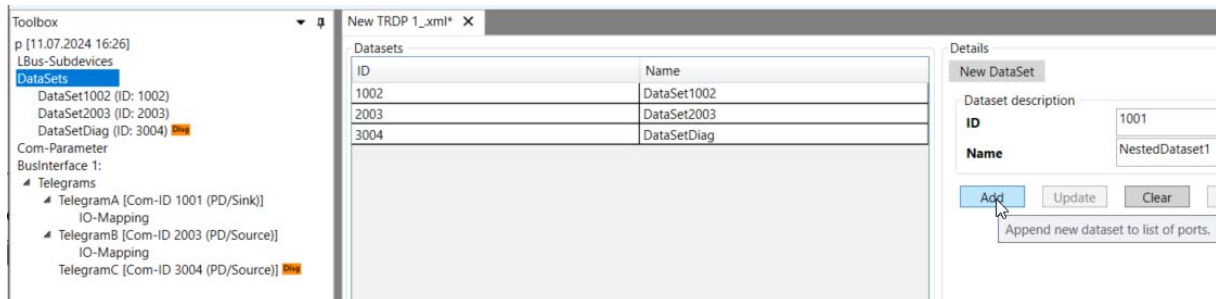 Toolbox
p [11.07.2024 16:26]
LBus-Subdevices
DataSets
DataSet1002 (ID: 1002)
DataSet2003 (ID: 2003)
DataSetDiag (ID: 3004) Diag
Com-Parameter
BusInterface 1:
Telegrams
TelegramA [Com-ID 1001 (PD/Sink)]
IO-Mapping
TelegramB [Com-ID 2003 (PD/Source)]
IO-Mapping
TelegramC [Com-ID 3004 (PD/Source)] Diag
New TRDP 1_.xml*
Datasets
ID Name
1002 DataSet1002
2003 DataSet2003
3004 DataSetDiag
Details
New DataSet
Dataset description
ID 1001
Name NestedDataset1
Add Update Clear
Append new dataset to list of ports.